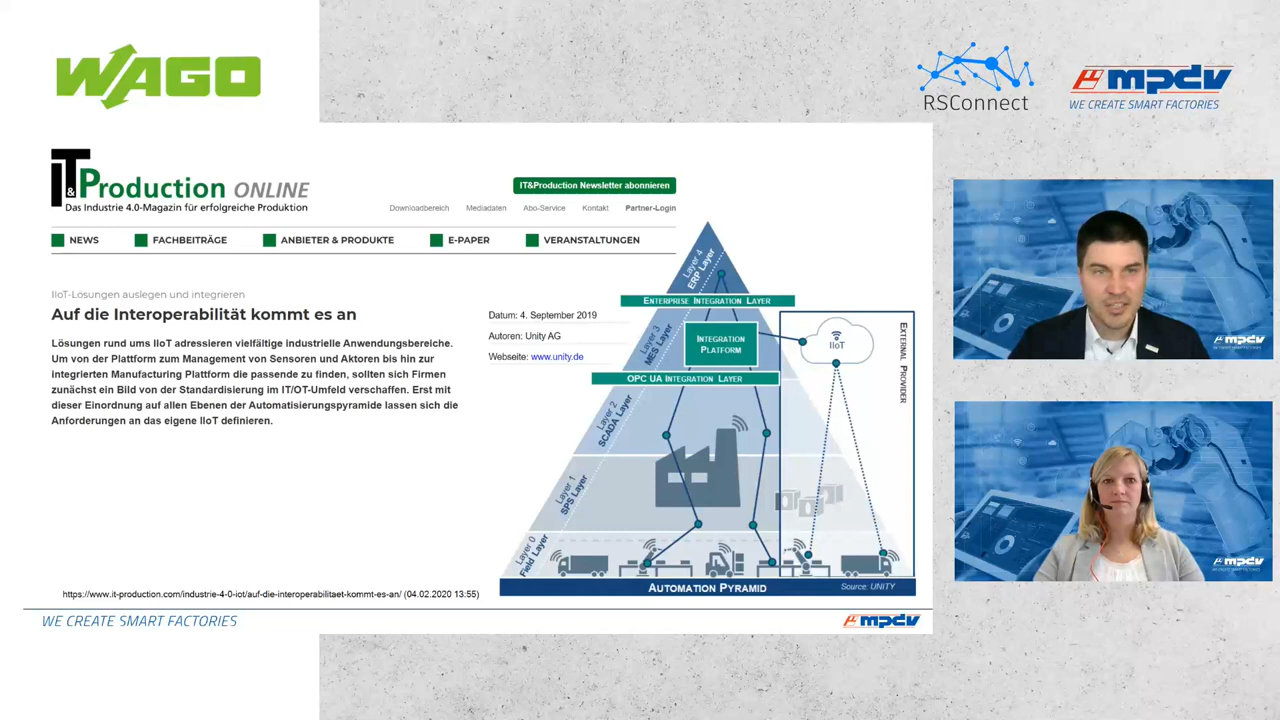 WAGO
RSConnect
mpdv
WE CREATE SMART FACTORIES
IT&Production ONLINE
Das Industrie 4.0-Magazin für erfolgreiche Produktion
IT&Production Newsletter abonnieren
Downloadbereich Mediadaten Abo-Service Kontakt Partner-Login
NEWS FACHBEITRÄGE ANBIETER & PRODUKTE E-PAPER VERANSTALTUNGEN
IIoT-Lösungen auslegen und integrieren
Auf die Interoperabilität kommt es an
Lösungen rund ums IIoT adressieren vielfältige industrielle Anwendungsbereiche.
Um von der Plattform zum Management von Sensoren und Aktoren bis hin zur
integrierten Manufacturing Plattform die passende zu finden, sollten sich Firmen
zunächst ein Bild von der Standardisierung im IT/OT-Umfeld verschaffen. Erst mit
dieser Einordnung auf allen Ebenen der Automatisierungspyramide lassen sich die
Anforderungen an das eigene IIoT definieren.
Datum: 4. September 2019
Autoren: Unity AG
Webseite: www.unity.de
Layer 4
ERP Layer
ENTERPRISE INTEGRATION LAYER
Layer 3
MES Layer
INTEGRATION
PLATFORM
IIoT
EXTERNAL PROVIDER
OPC UA INTEGRATION LAYER
Layer 2
SCADA Layer
Layer 1
SPS Layer
Layer 0
Field Layer
AUTOMATION PYRAMID
Source: UNITY
https://www.it-production.com/industrie-4-0-iot/auf-die-interoperabilitaet-kommt-es-an/ (04.02.2020 13:55)
WE CREATE SMART FACTORIES
mpdv
mpdv
mpdv